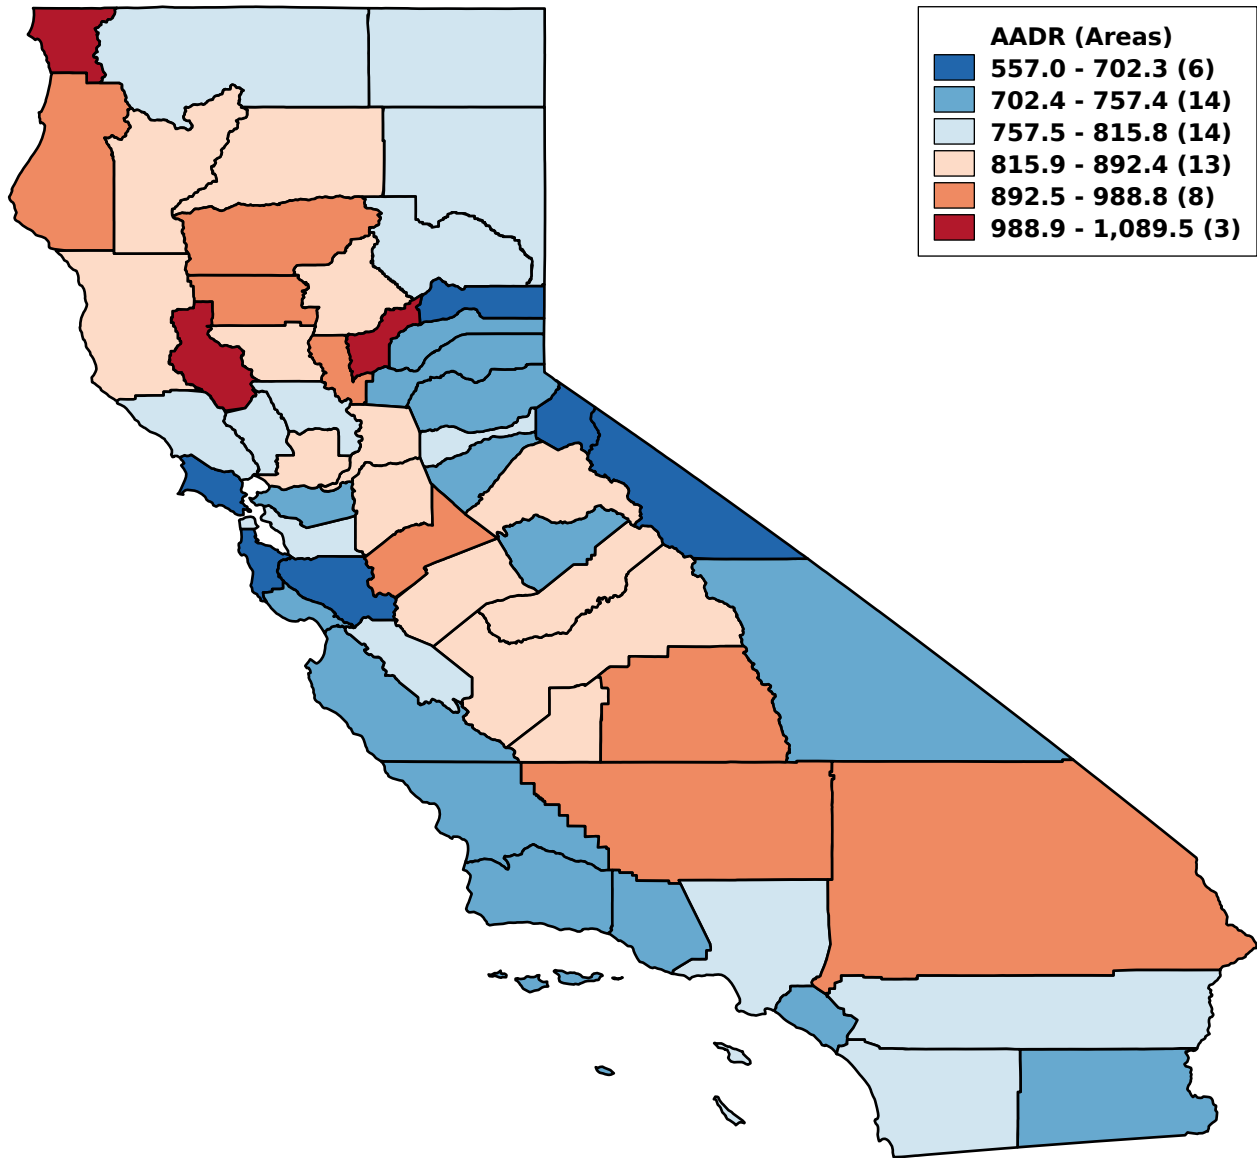 AADR (Areas)
557.0 - 702.3 (6)
702.4 - 757.4 (14)
757.5 - 815.8 (14)
815.9 - 892.4 (13)
892.5 - 988.8 (8)
988.9 - 1,089.5 (3)